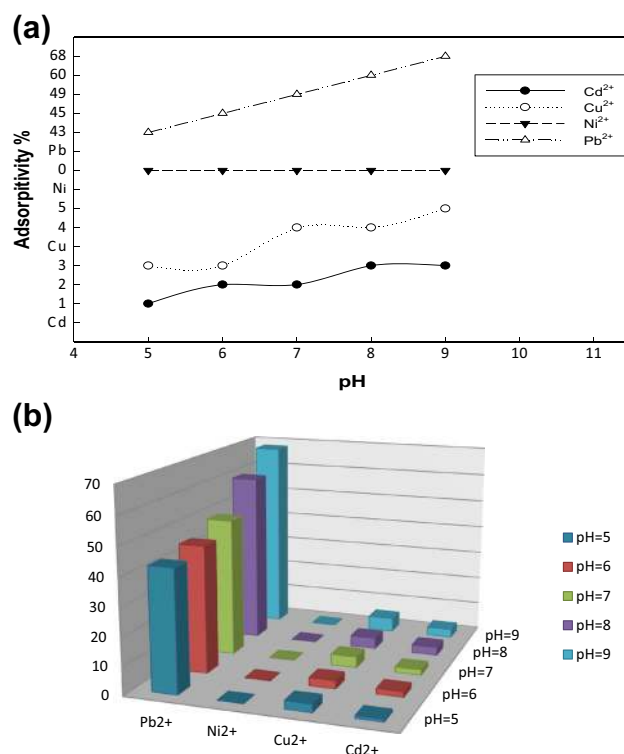 (a)
Adsorpitivity %
68
60
49
45
43
Pb
0
Ni
5
4
Cu
3
2
1
Cd
4 5 6 7 8 9 10 11
pH
Cd2+
Cu2+
Ni2+
Pb2+
(b)
70
60
50
40
30
20
10
0
Pb2+ Ni2+ Cu2+ Cd2+
pH=5
pH=6
pH=7
pH=8
pH=9
pH=5
pH=6
pH=7
pH=8
pH=9